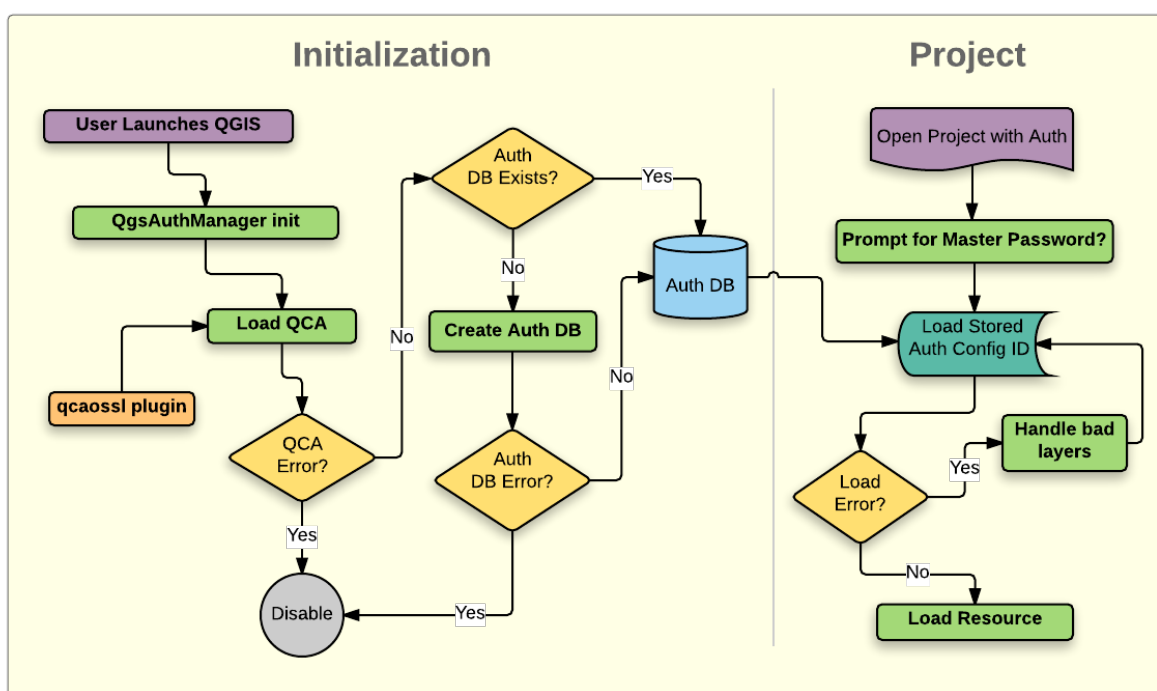 Initialization
Project
User Launches QGIS
QgsAuthManager init
Load QCA
qcaossl plugin
QCA
Error?
Yes
No
Disable
Auth
DB Exists?
Yes
No
Create Auth DB
Auth
DB Error?
Yes
No
Auth DB
Open Project with Auth
Prompt for Master Password?
Load Stored
Auth Config ID
Load
Error?
Yes
Handle bad
layers
No
Load Resource